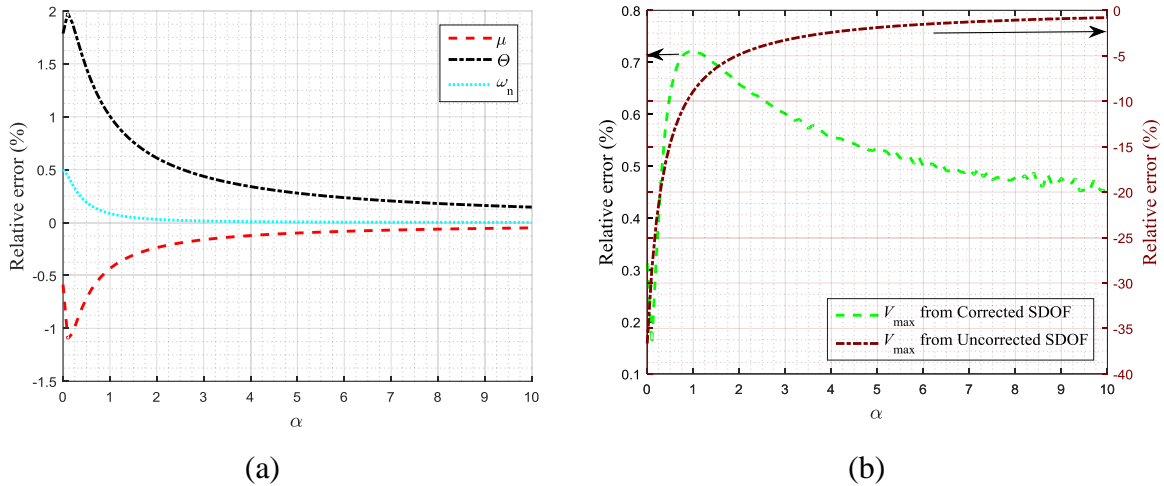 2
1.5
1
0.5
0
-0.5
-1
-1.5
Relative error (%)
0 1 2 3 4 5 6 7 8 9 10
α
μ
Θ
ω_n
(a)
0.8
0.7
0.6
0.5
0.4
0.3
0.2
0.1
Relative error (%)
0 1 2 3 4 5 6 7 8 9 10
α
0
-5
-10
-15
-20
-25
-30
-35
-40
Relative error (%)
V_max from Corrected SDOF
V_max from Uncorrected SDOF
(b)